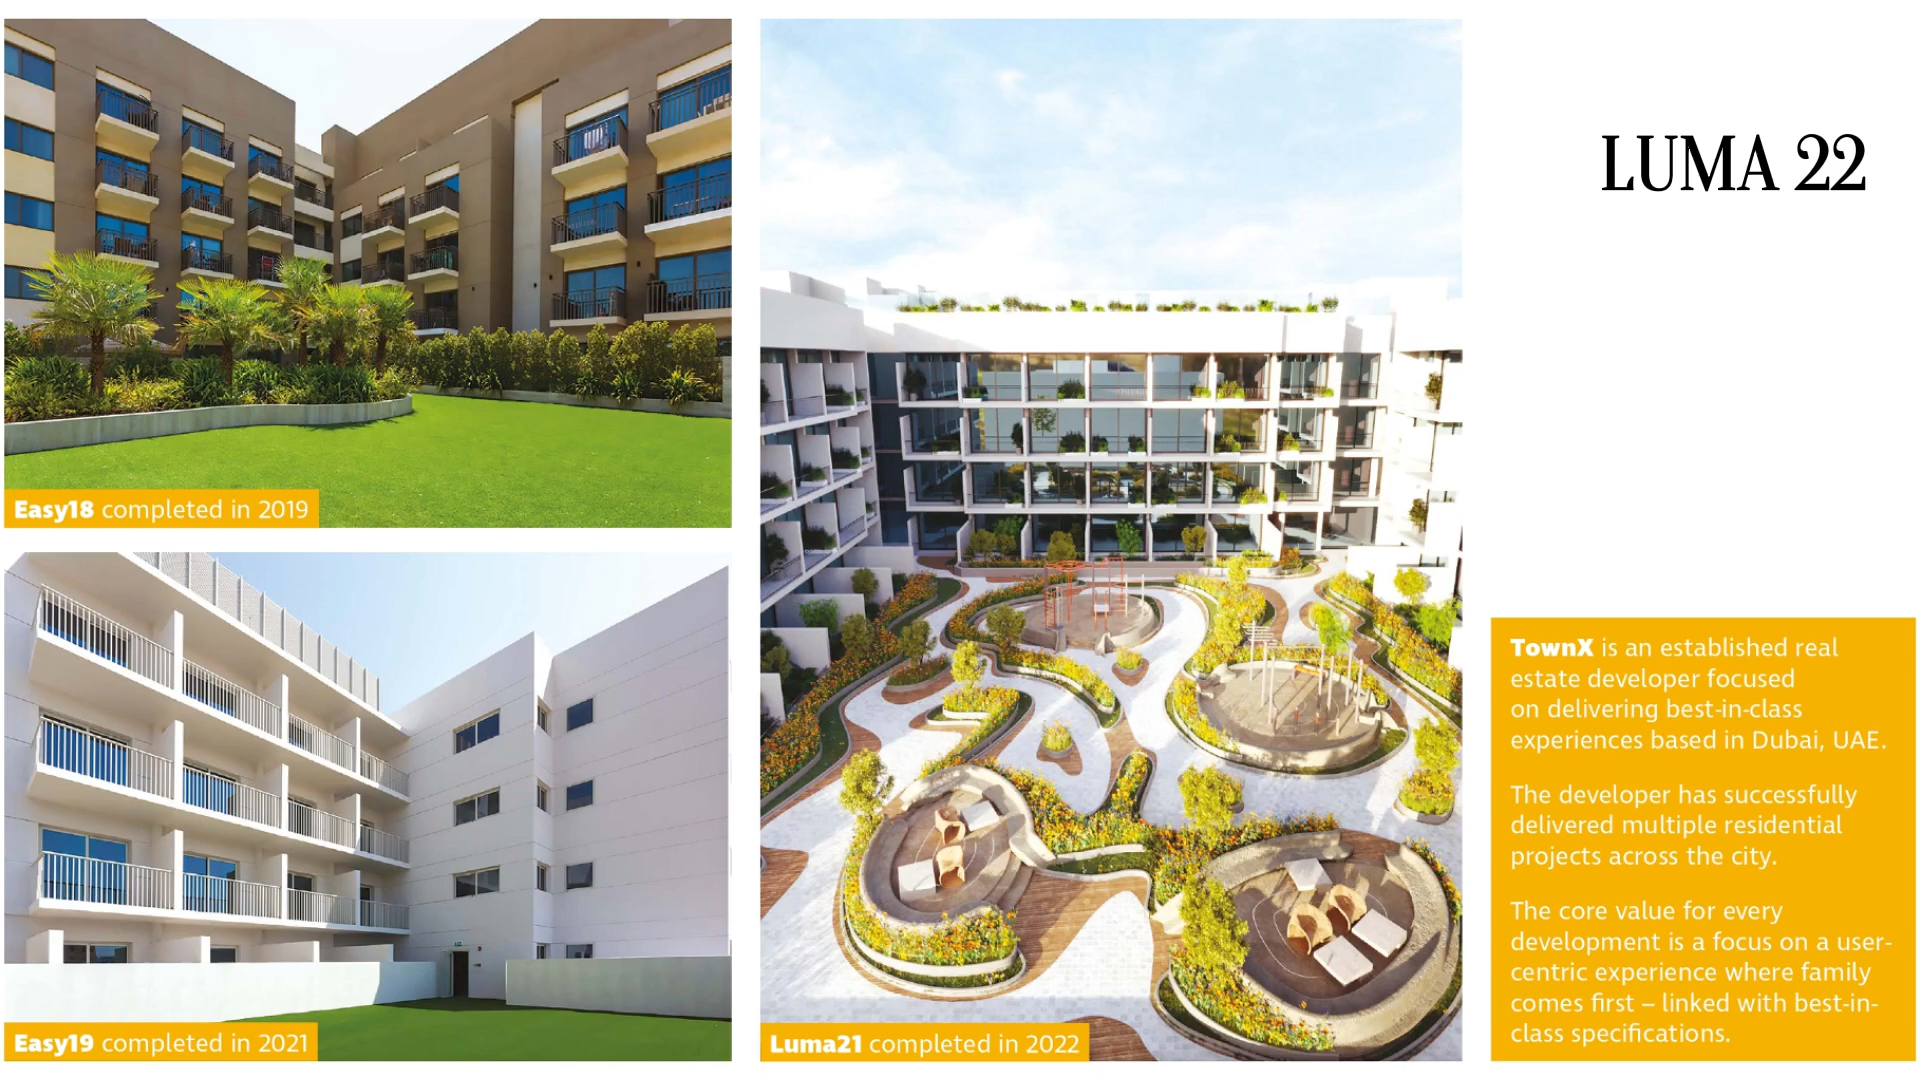 LUMA 22
Easy18 completed in 2019
Easy19 completed in 2021
Luma21 completed in 2022
TownX is an established real
estate developer focused
on delivering best-in-class
experiences based in Dubai, UAE.
The developer has successfully
delivered multiple residential
projects across the city.
The core value for every
development is a focus on a user-
centric experience where family
comes first – linked with best-in-
class specifications.